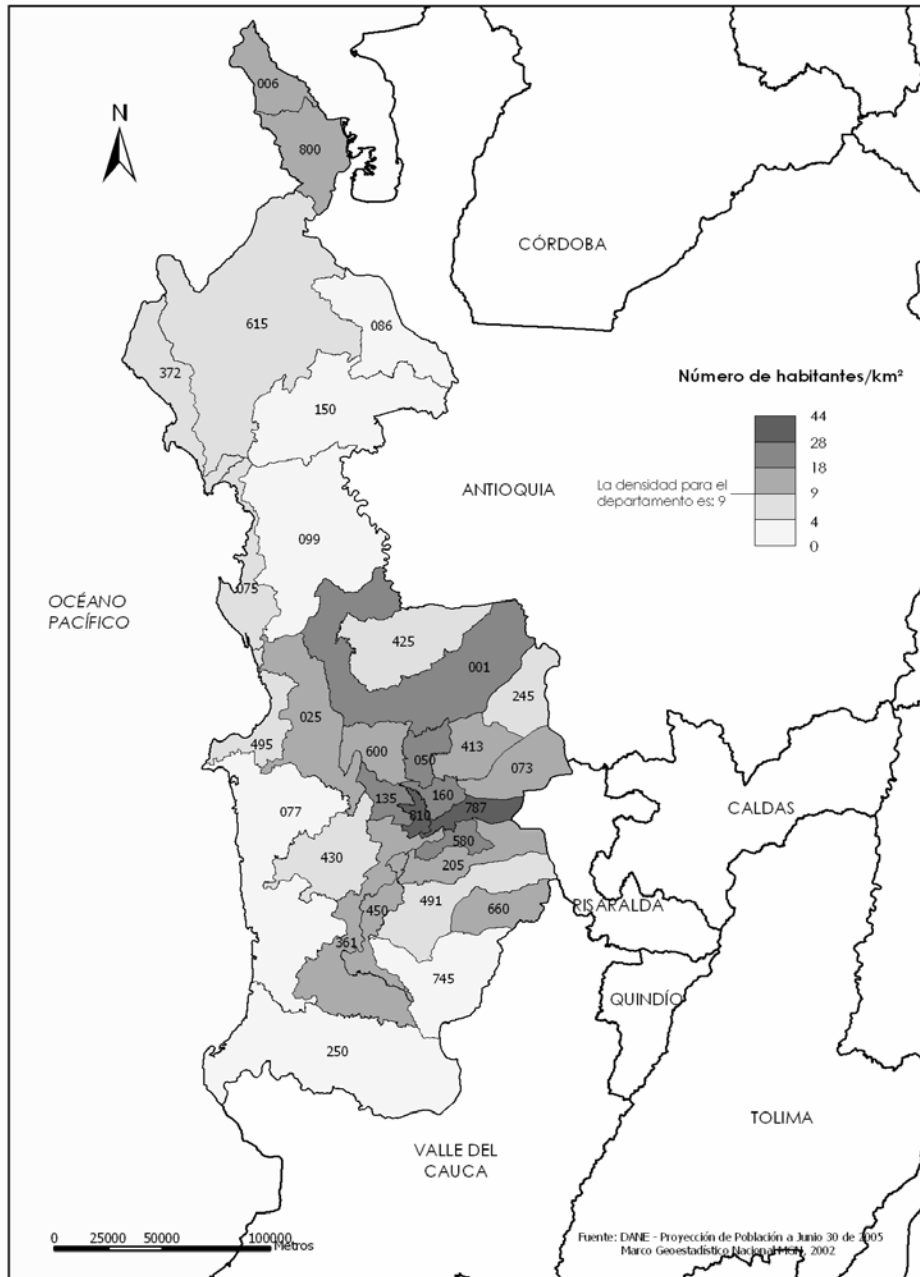 006
N
800
CÓRDOBA
615
086
372
150
Número de habitantes/km²
44
28
18
9
4
0
La densidad para el
departamento es: 9
ANTIOQUIA
099
075
OCÉANO
PACÍFICO
425
001
245
025
495
600
050
413
073
135
160
787
810
077
CALDAS
580
430
205
491
660
450
RISARALDA
361
745
QUINDÍO
250
TOLIMA
VALLE DEL
CAUCA
0 25000 50000 100000
Metros
Fuente: DANE - Proyección de Población a Junio 30 de 2005
Marco Geoestadístico Nacional MGN, 2002